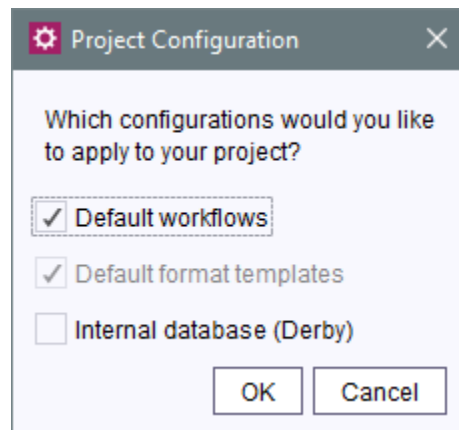 Project Configuration
Which configurations would you like
to apply to your project?
Default workflows
Default format templates
Internal database (Derby)
OK Cancel